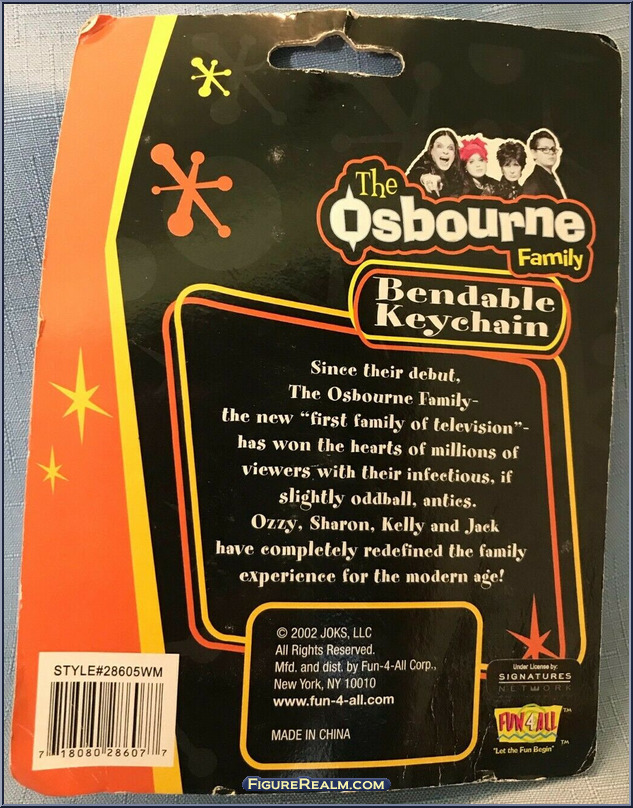 The
Osbourne
Family
Bendable
Keychain
Since their debut,
The Osbourne Family-
the new "first family of television"-
has won the hearts of millions of
viewers with their infectious, if
slightly oddball, antics.
Ozzy, Sharon, Kelly and Jack
have completely redefined the family
experience for the modern age!
© 2002 JOKS, LLC
All Rights Reserved.
Mfd. and dist. by Fun-4-All Corp.,
New York, NY 10010
www.fun-4-all.com
MADE IN CHINA
Under License by:
SIGNATURES
NETWORK
FUN 4 ALL™
"Let the Fun Begin"™
STYLE#28605WM
7 18080 28607 7
FigureRealm.com